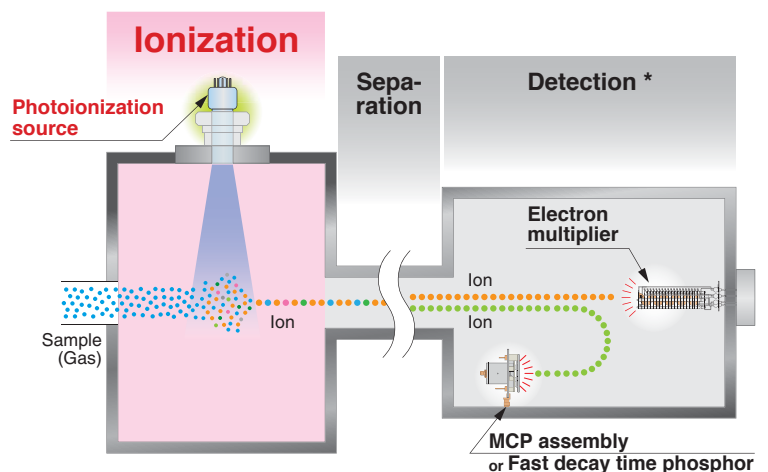 Ionization
Sepa-
ration
Detection *
Photoionization
source
Electron
multiplier
Ion
Ion
Ion
Sample
(Gas)
MCP assembly
or Fast decay time phosphor